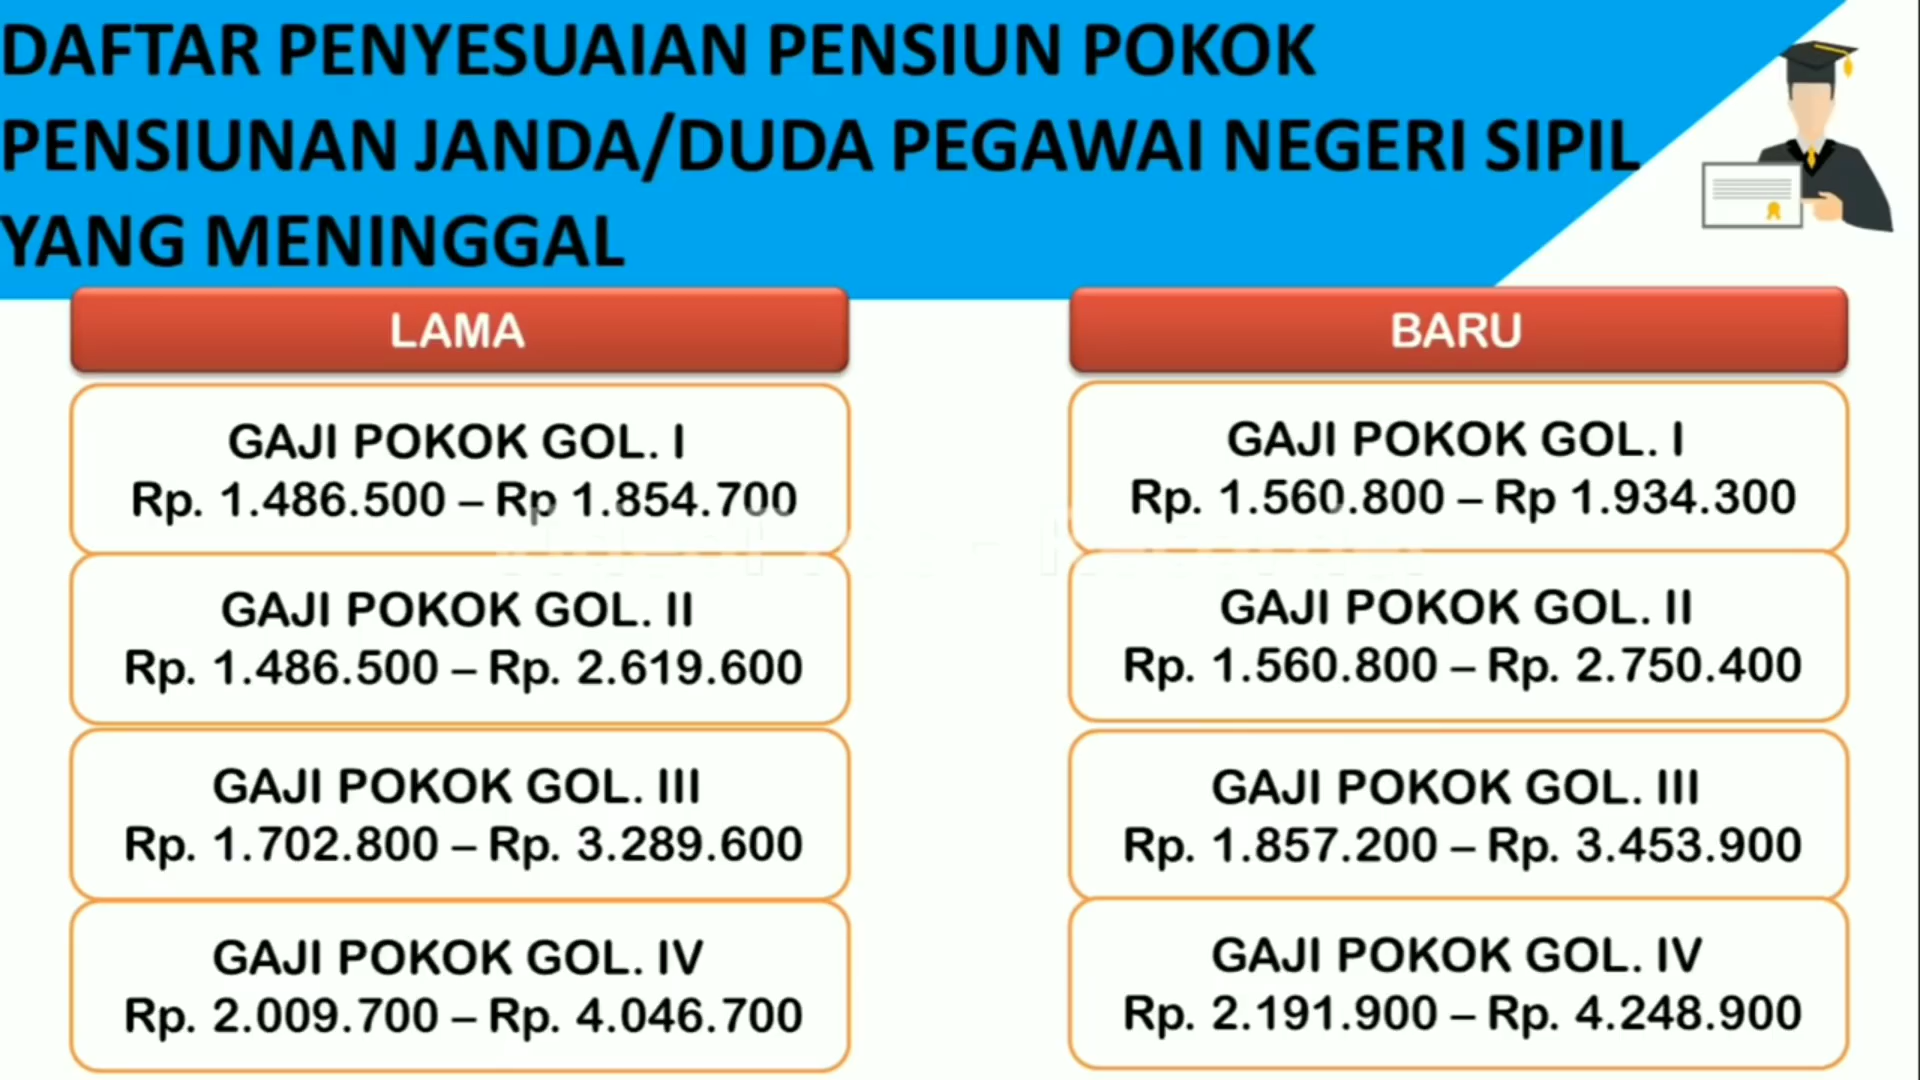 DAFTAR PENYESUAIAN PENSIUN POKOK
PENSIUNAN JANDA/DUDA PEGAWAI NEGERI SIPIL
YANG MENINGGAL
LAMA
GAJI POKOK GOL. I
Rp. 1.486.500 – Rp 1.854.700
GAJI POKOK GOL. II
Rp. 1.486.500 – Rp. 2.619.600
GAJI POKOK GOL. III
Rp. 1.702.800 – Rp. 3.289.600
GAJI POKOK GOL. IV
Rp. 2.009.700 – Rp. 4.046.700
BARU
GAJI POKOK GOL. I
Rp. 1.560.800 – Rp 1.934.300
GAJI POKOK GOL. II
Rp. 1.560.800 – Rp. 2.750.400
GAJI POKOK GOL. III
Rp. 1.857.200 – Rp. 3.453.900
GAJI POKOK GOL. IV
Rp. 2.191.900 – Rp. 4.248.900